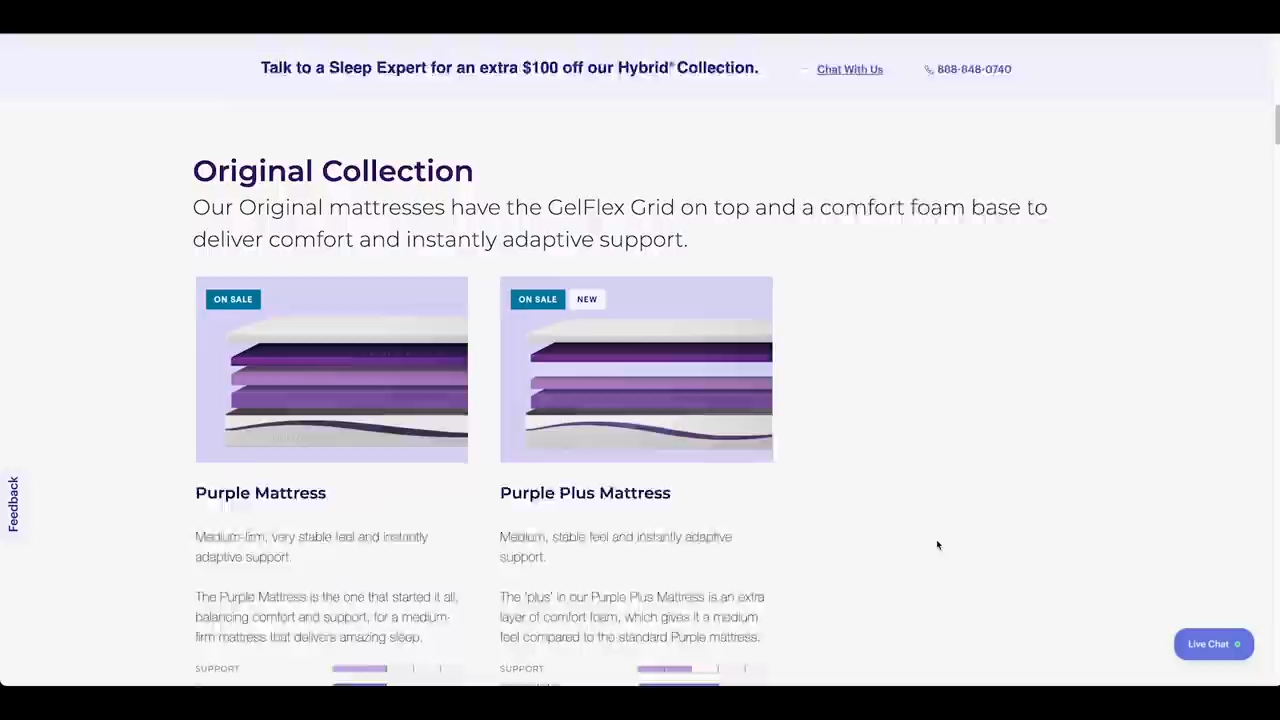 Talk to a Sleep Expert for an extra $100 off our Hybrid® Collection.
Chat With Us
888-848-0740
Original Collection
Our Original mattresses have the GelFlex Grid on top and a comfort foam base to
deliver comfort and instantly adaptive support.
ON SALE
ON SALE
NEW
Purple Mattress
Purple Plus Mattress
Medium-firm, very stable feel and instantly
adaptive support.
Medium, stable feel and instantly adaptive
support.
The Purple Mattress is the one that started it all,
balancing comfort and support, for a medium-
firm mattress that delivers amazing sleep.
The 'plus' in our Purple Plus Mattress is an extra
layer of comfort foam, which gives it a medium
feel compared to the standard Purple mattress.
SUPPORT
SUPPORT
Feedback
Live Chat